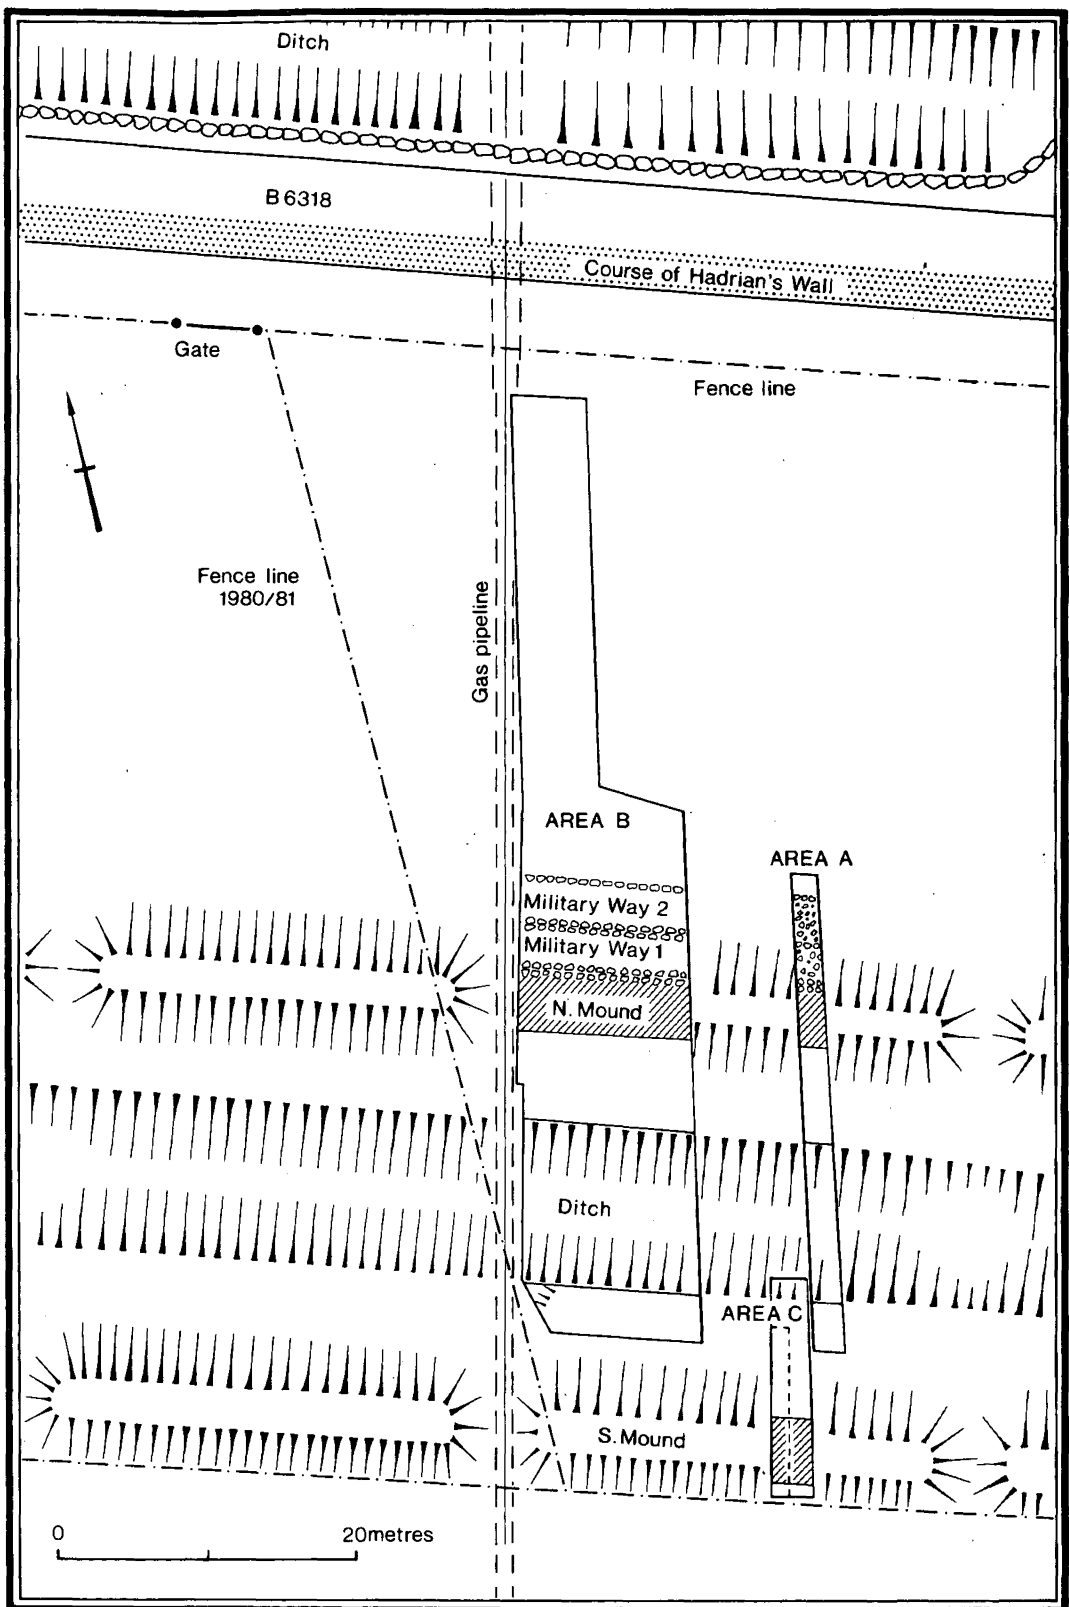 Ditch
B 6318
Course of Hadrian's Wall
Gate
Fence line
Fence line
1980/81
Gas pipeline
AREA B
AREA A
Military Way 2
Military Way 1
N. Mound
Ditch
AREA C
S. Mound
0 20metres